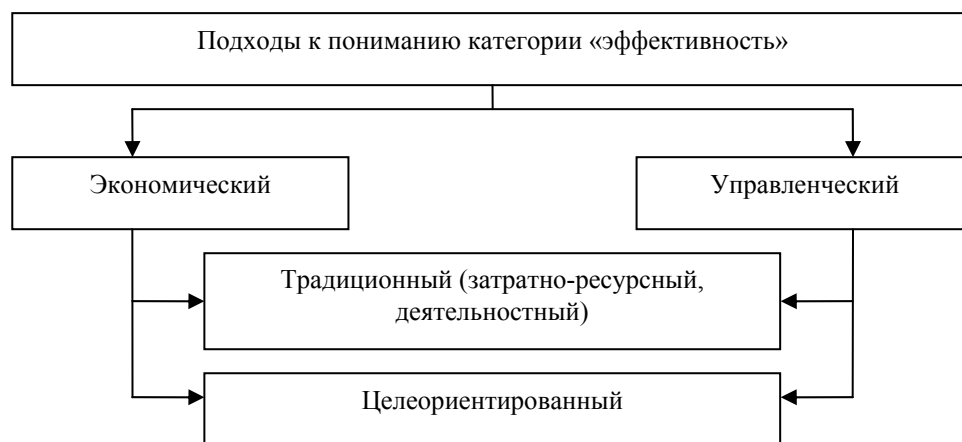 Подходы к пониманию категории «эффективность»
Экономический
Управленческий
Традиционный (затратно-ресурсный,
деятельностный)
Целеориентированный